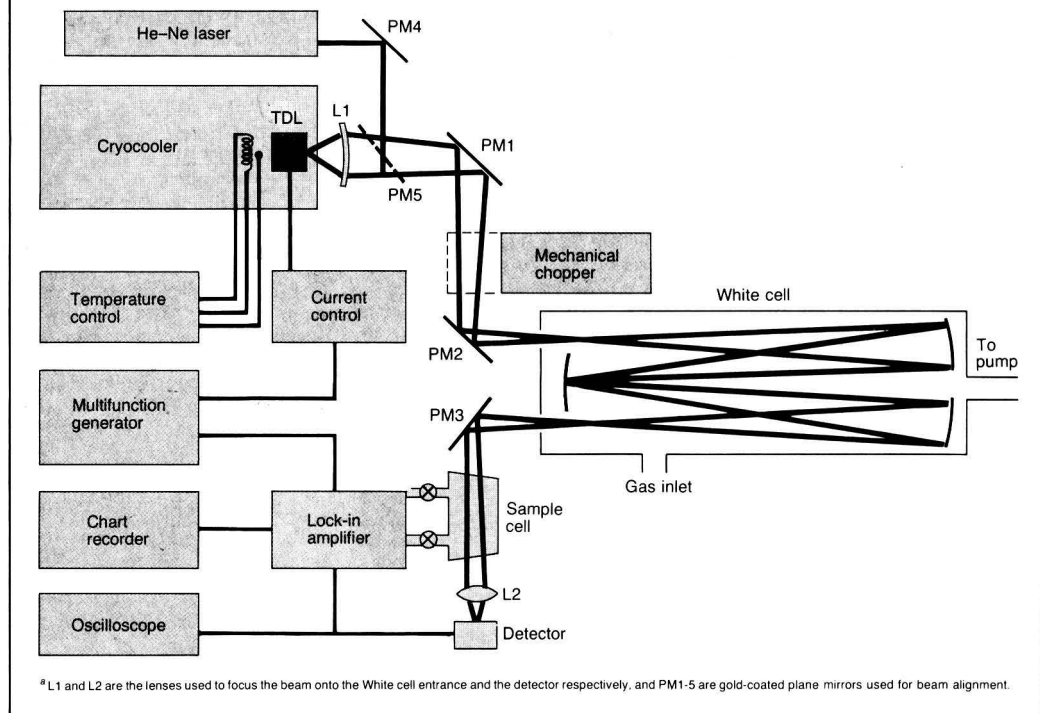 He–Ne laser
PM4
Cryocooler
TDL
L1
PM1
PM5
Mechanical
chopper
Temperature
control
Current
control
White cell
PM2
To
pump
Multifunction
generator
PM3
Gas inlet
Chart
recorder
Lock-in
amplifier
Sample
cell
L2
Oscilloscope
Detector
a L1 and L2 are the lenses used to focus the beam onto the White cell entrance and the detector respectively, and PM1-5 are gold-coated plane mirrors used for beam alignment.